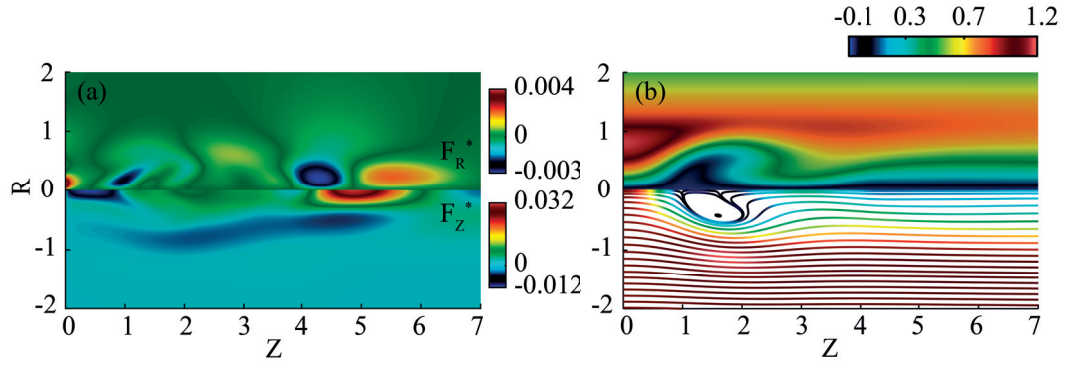 -0.1 0.3 0.7 1.2
2 (a) 0.004 2 (b)
1 0 1
F_R^* -0.003
R 0 0.032 0
F_Z^*
-1 0 -1
-0.012
-2 -2
0 1 2 3 4 5 6 7 0 1 2 3 4 5 6 7
Z Z